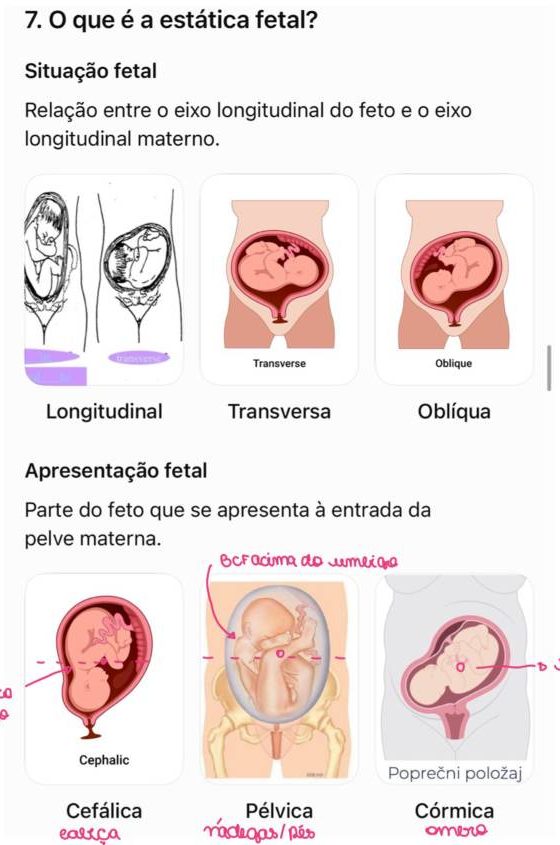 7. O que é a estática fetal?
Situação fetal
Relação entre o eixo longitudinal do feto e o eixo
longitudinal materno.
transverse
Transverse
Oblique
Longitudinal
Transversa
Oblíqua
Apresentação fetal
Parte do feto que se apresenta à entrada da
pelve materna.
BCF acima do umbigo
Cephalic
Poprečni položaj
Cefálica
Pélvica
Córmica
cabeça
nádegas/pés
ombro